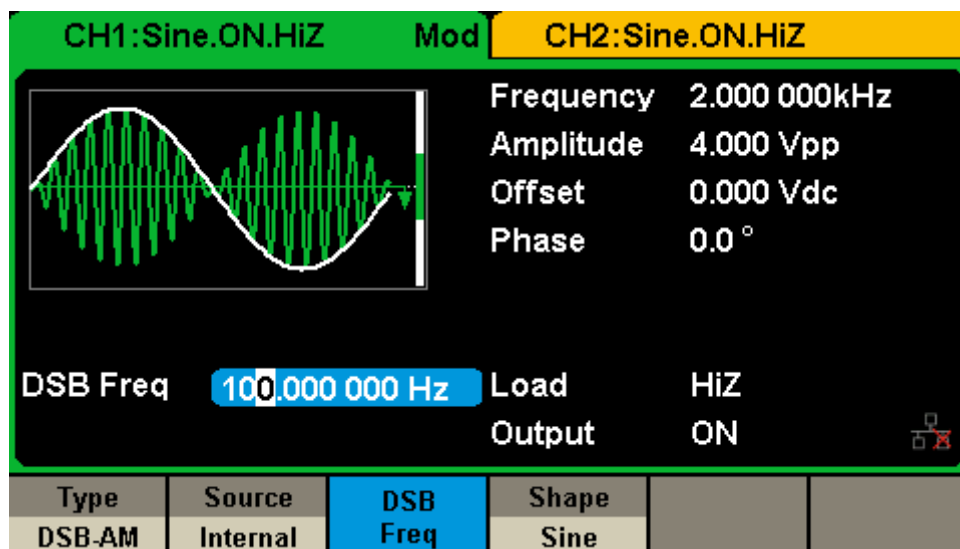 CH1:Sine.ON.HiZ Mod CH2:Sine.ON.HiZ
Frequency 2.000 000kHz
Amplitude 4.000 Vpp
Offset 0.000 Vdc
Phase 0.0 °
DSB Freq 100.000 000 Hz Load HiZ
Output ON
Type Source DSB Freq Shape
DSB-AM Internal Sine